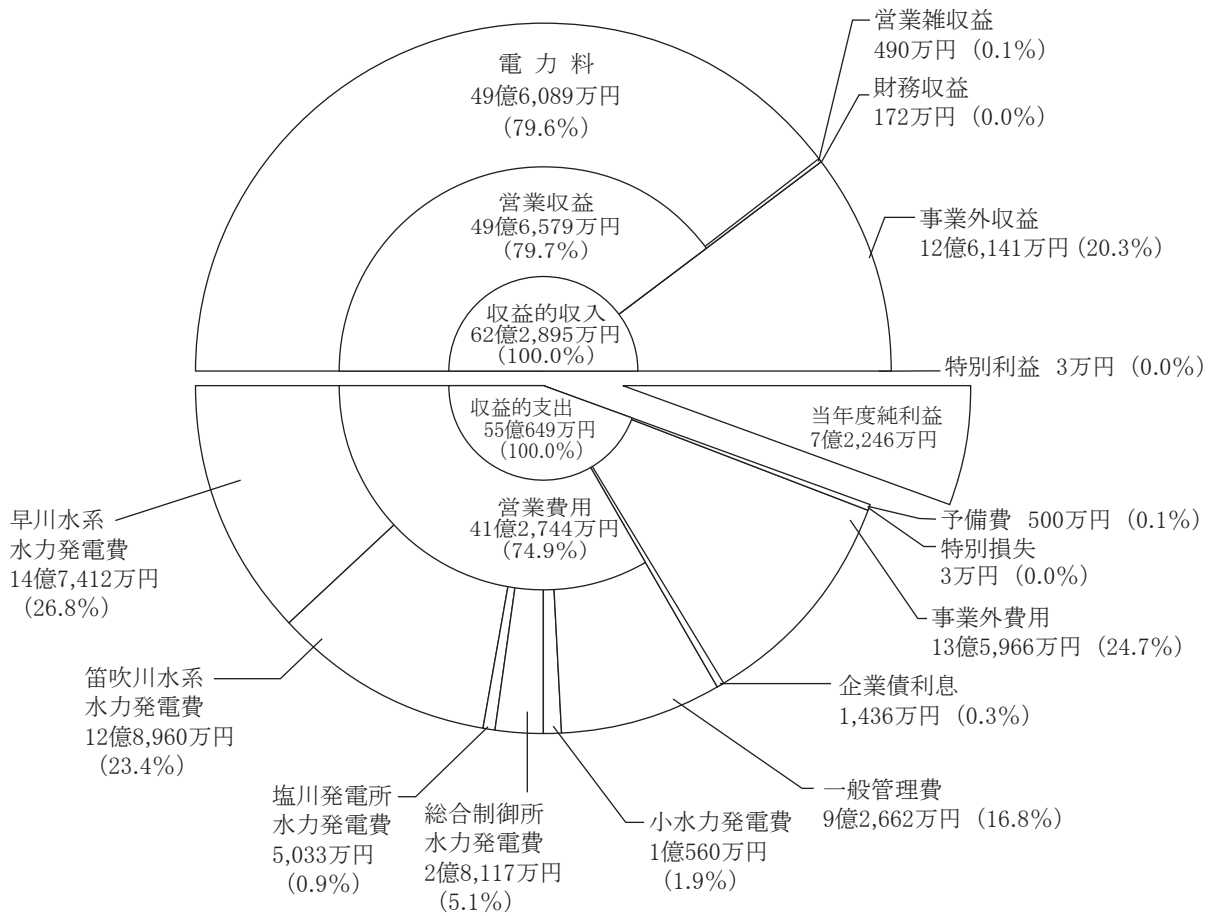 電 力 料
49億6,089万円
(79.6%)
営業雑収益
490万円 (0.1%)
財務収益
172万円 (0.0%)
営業収益
49億6,579万円
(79.7%)
事業外収益
12億6,141万円 (20.3%)
収益的収入
62億2,895万円
(100.0%)
特別利益 3万円 (0.0%)
収益的支出
55億649万円
(100.0%)
当年度純利益
7億2,246万円
営業費用
41億2,744万円
(74.9%)
予備費 500万円 (0.1%)
特別損失
3万円 (0.0%)
事業外費用
13億5,966万円 (24.7%)
企業債利息
1,436万円 (0.3%)
一般管理費
9億2,662万円 (16.8%)
小水力発電費
1億560万円
(1.9%)
総合制御所
水力発電費
2億8,117万円
(5.1%)
塩川発電所
水力発電費
5,033万円
(0.9%)
笛吹川水系
水力発電費
12億8,960万円
(23.4%)
早川水系
水力発電費
14億7,412万円
(26.8%)